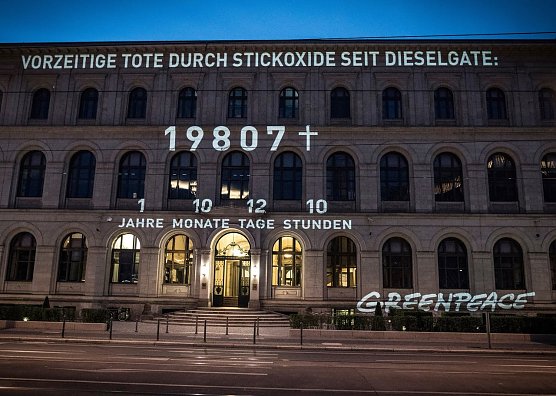 VORZEITIGE TOTE DURCH STICKOXIDE SEIT DIESELGATE:
19807 †
1 10 12 10
JAHRE MONATE TAGE STUNDEN
GREENPEACE